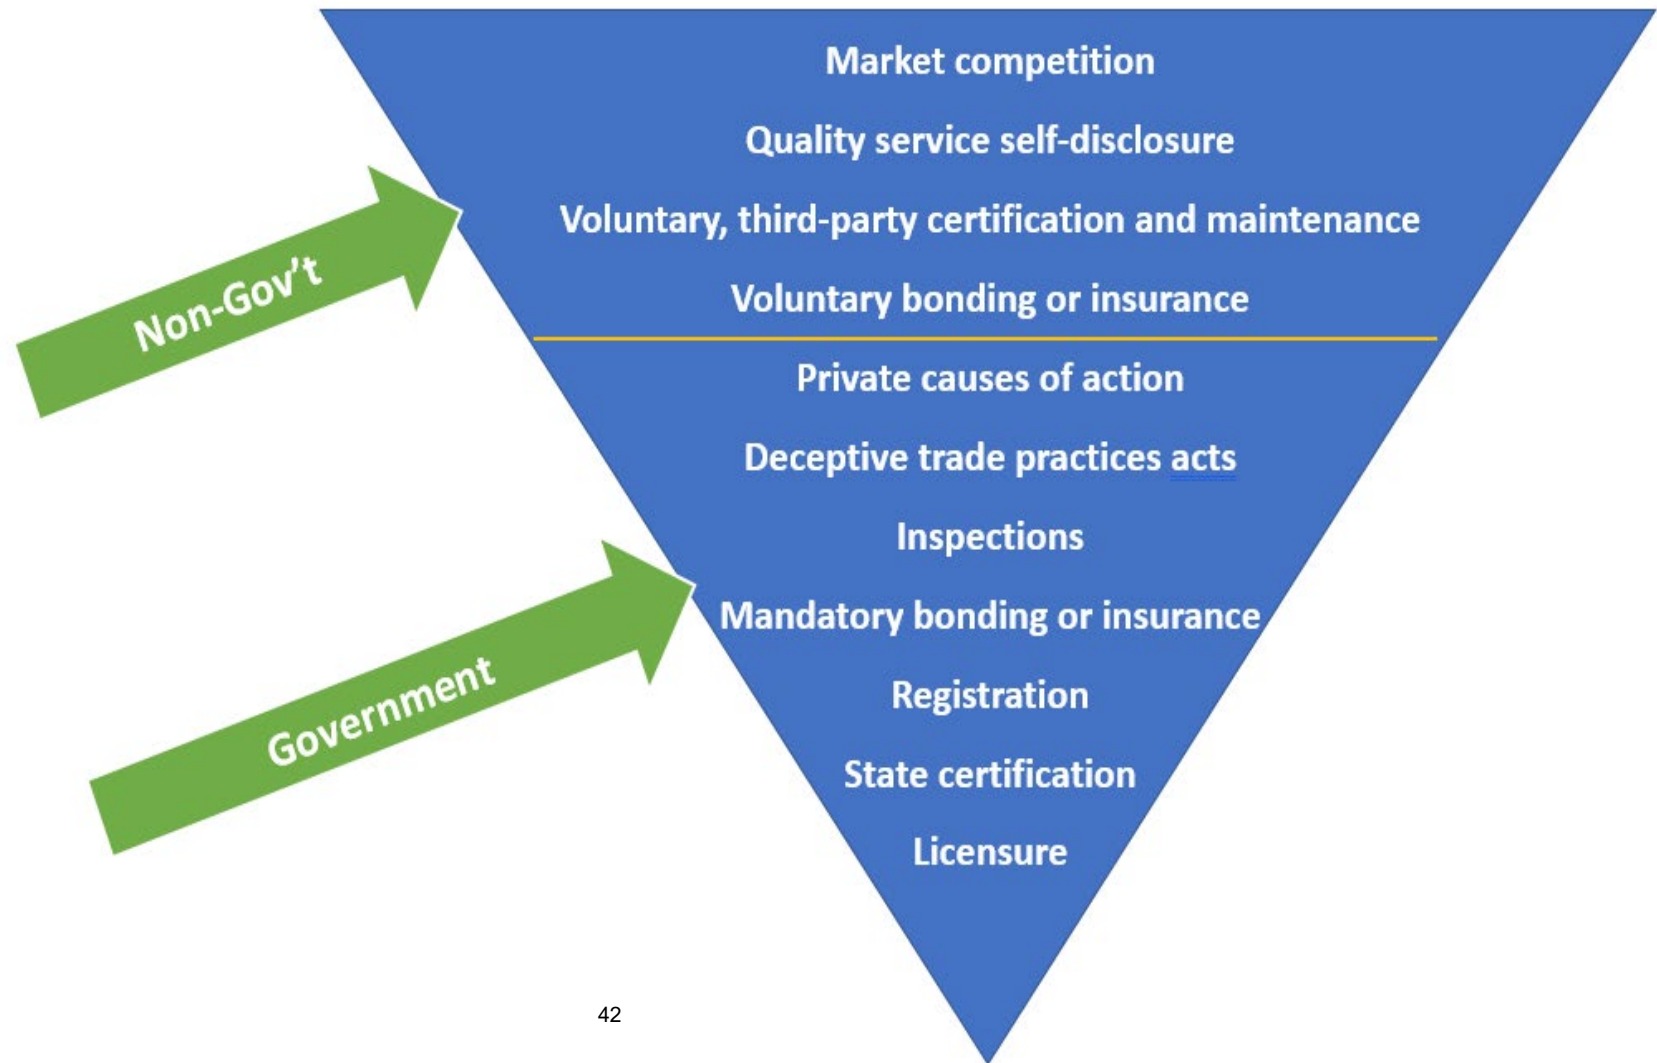 Market competition
Quality service self-disclosure
Voluntary, third-party certification and maintenance
Voluntary bonding or insurance
Non-Gov’t
Private causes of action
Deceptive trade practices acts
Inspections
Mandatory bonding or insurance
Government
Registration
State certification
Licensure
42